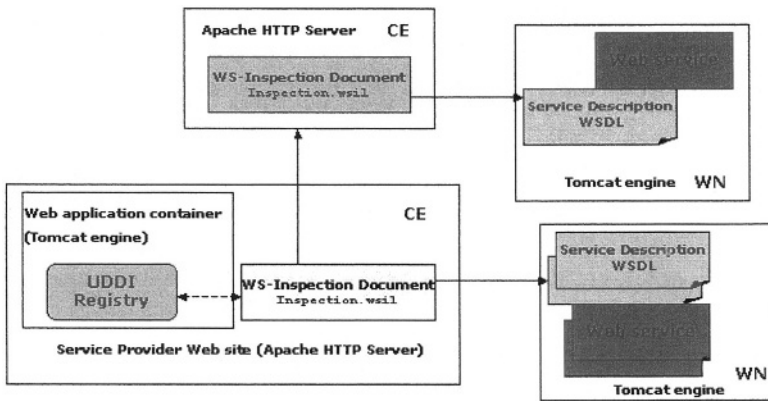 Apache HTTP Server CE
WS-Inspection Document
Inspection.wsil
Web service
Service Description
WSDL
Tomcat engine WN
Web application container
(Tomcat engine)
CE
UDDI
Registry
WS-Inspection Document
Inspection.wsil
Service Provider Web site (Apache HTTP Server)
Service Description
WSDL
Web service
WN
Tomcat engine